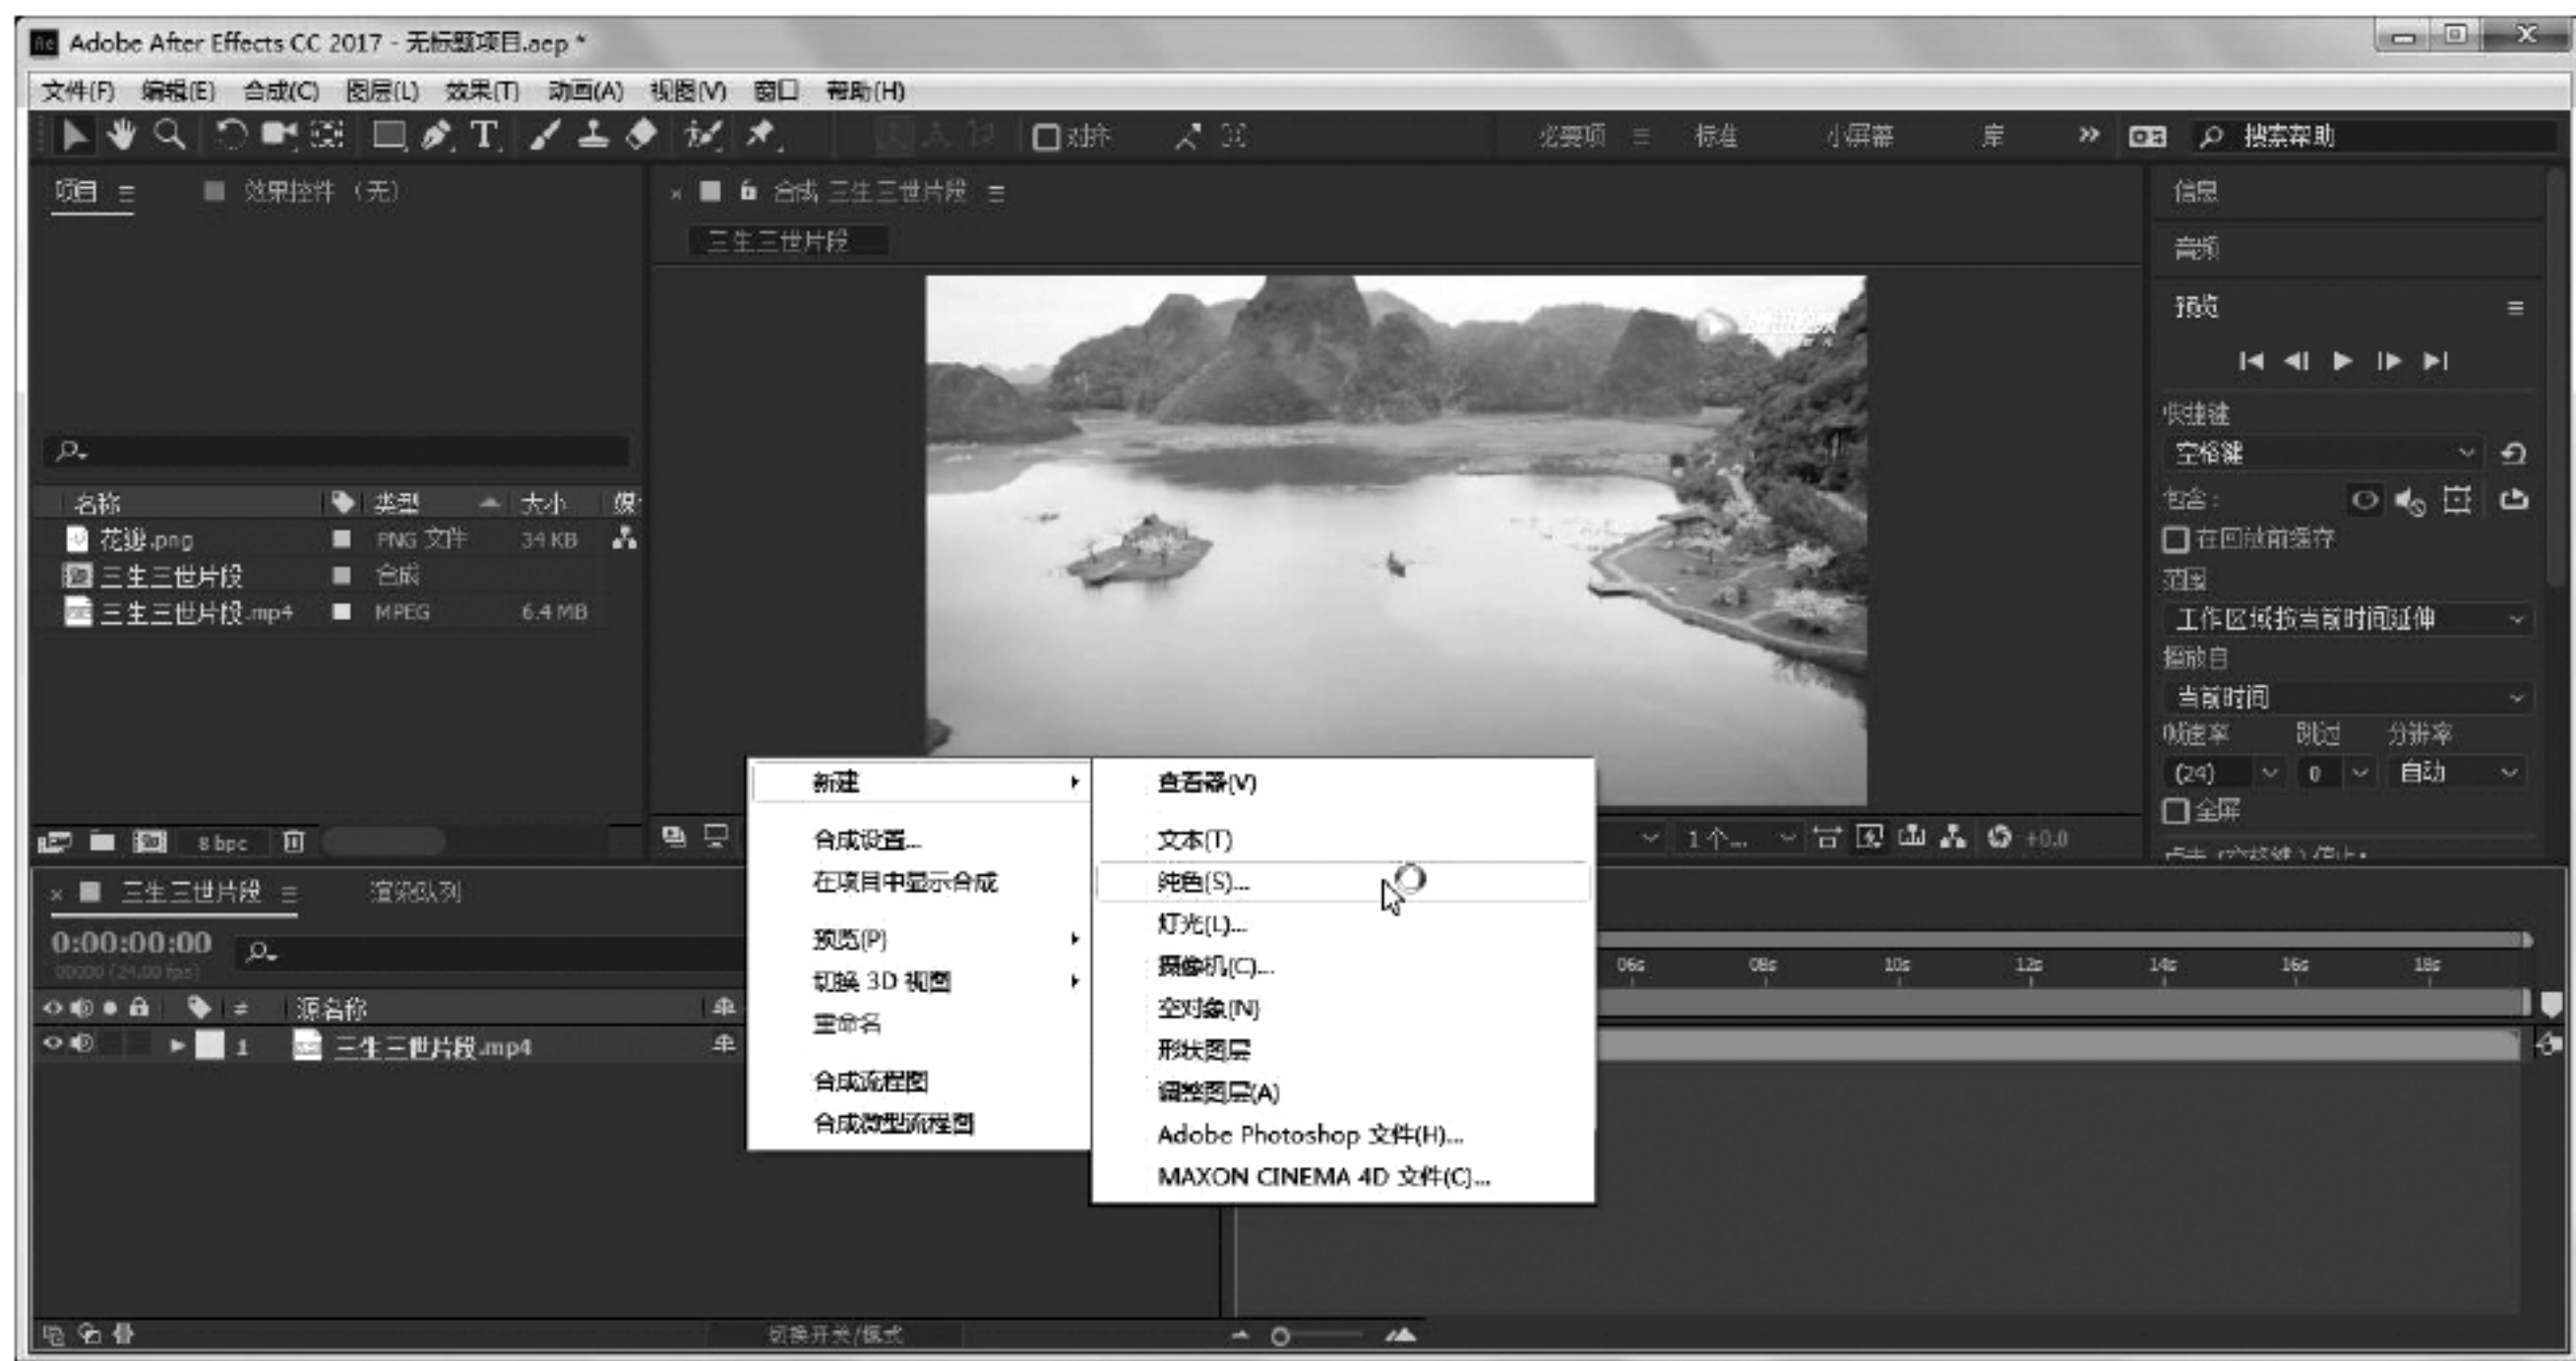 Adobe After Effects CC 2017 - 无标题项目.aep *
文件(F) 编辑(E) 合成(C) 图层(L) 效果(T) 动画(A) 视图(V) 窗口 帮助(H)
对齐 必要项 标准 小屏幕 库 搜索帮助
项目 效果控件 （无）
合成 三生三世片段
三生三世片段
信息
音频
预览
快捷键
空格键
包含：
在回放前缓存
范围
工作区域按当前时间延伸
播放自
当前时间
帧速率 跳过 分辨率
(24) 0 自动
全屏
名称 类型 大小 媒
花瓣.png PNG 文件 34 KB
三生三世片段 合成
三生三世片段.mp4 MPEG 6.4 MB
8 bpc
1个... +0.0
新建
合成设置...
在项目中显示合成
预览(P)
切换 3D 视图
重命名
合成流程图
合成微型流程图
查看器(V)
文本(T)
纯色(S)...
灯光(L)...
摄像机(C)...
空对象(N)
形状图层
调整图层(A)
Adobe Photoshop 文件(H)...
MAXON CINEMA 4D 文件(C)...
三生三世片段 渲染队列
0:00:00:00
00000 (24.00 fps)
06s 08s 10s 12s 14s 16s 18s
# 源名称
1 三生三世片段.mp4
切换开关/模式